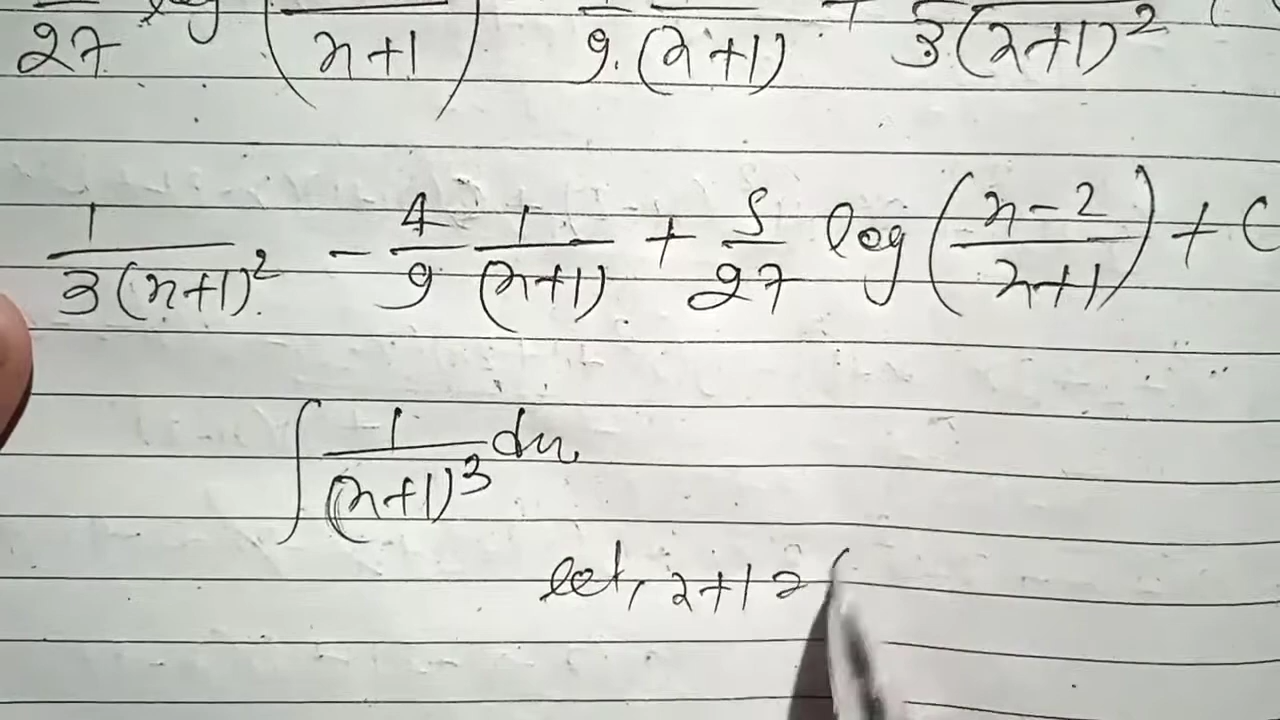 27 log ( x+1 ) 9.(x+1) + 3(x+1)²
1/3(x+1)² - 4/9 1/(x+1) + 5/27 log(x-2/x+1) + C
∫ 1/(x+1)³ dx
let, x+1 =